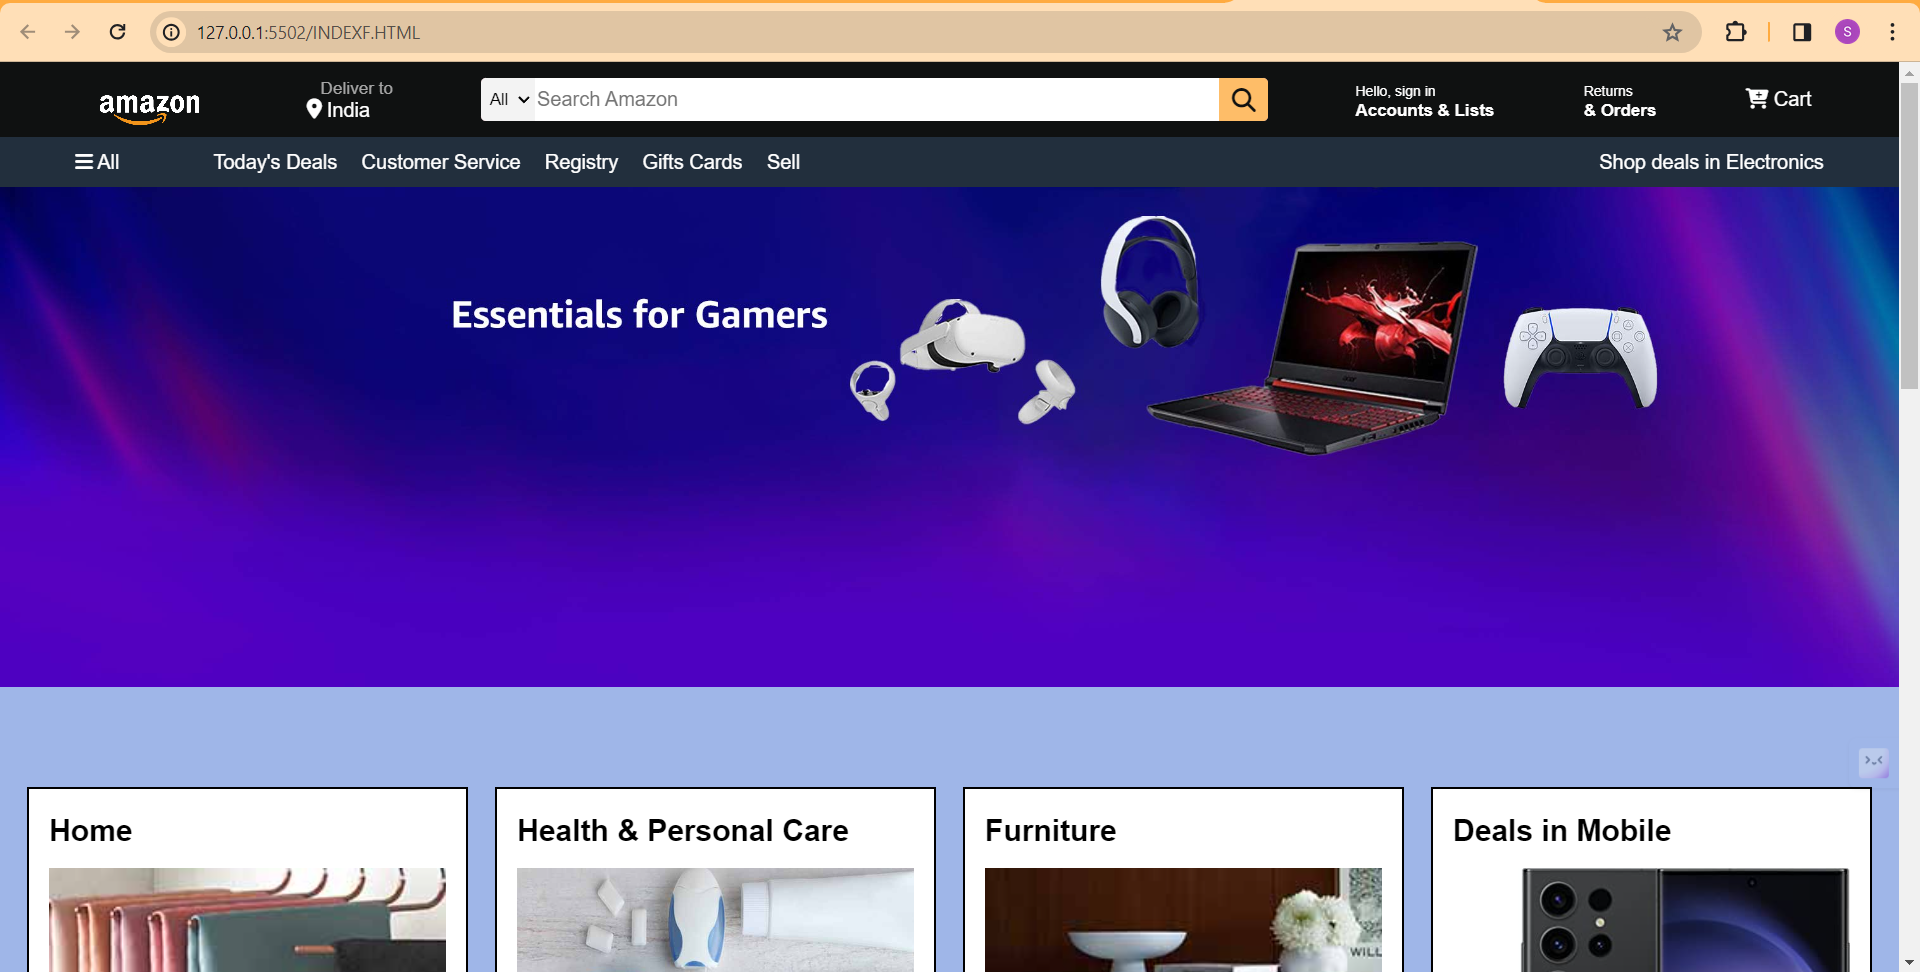 127.0.0.1:5502/INDEXF.HTML
S
amazon
Deliver to
India
All
Search Amazon
Hello, sign in
Accounts & Lists
Returns
& Orders
Cart
All
Today's Deals
Customer Service
Registry
Gifts Cards
Sell
Shop deals in Electronics
Essentials for Gamers
Home
Health & Personal Care
Furniture
Deals in Mobile
WILL